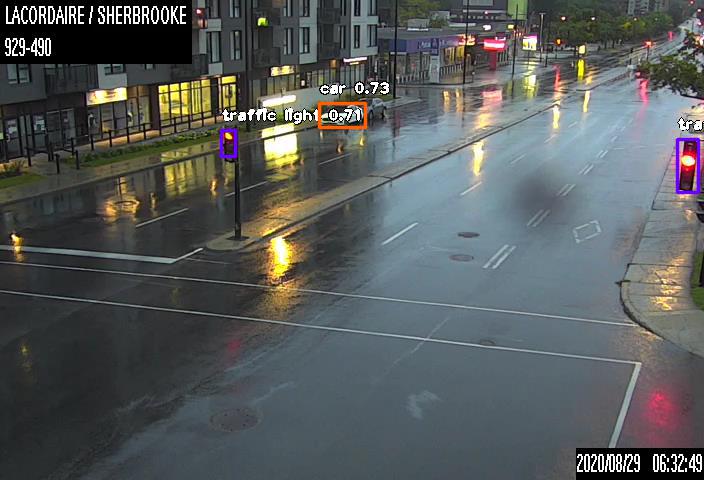 LACORDAIRE / SHERBROOKE
929-490
car 0.73
traffic light 0.71
tra
2020/08/29 06:32:49